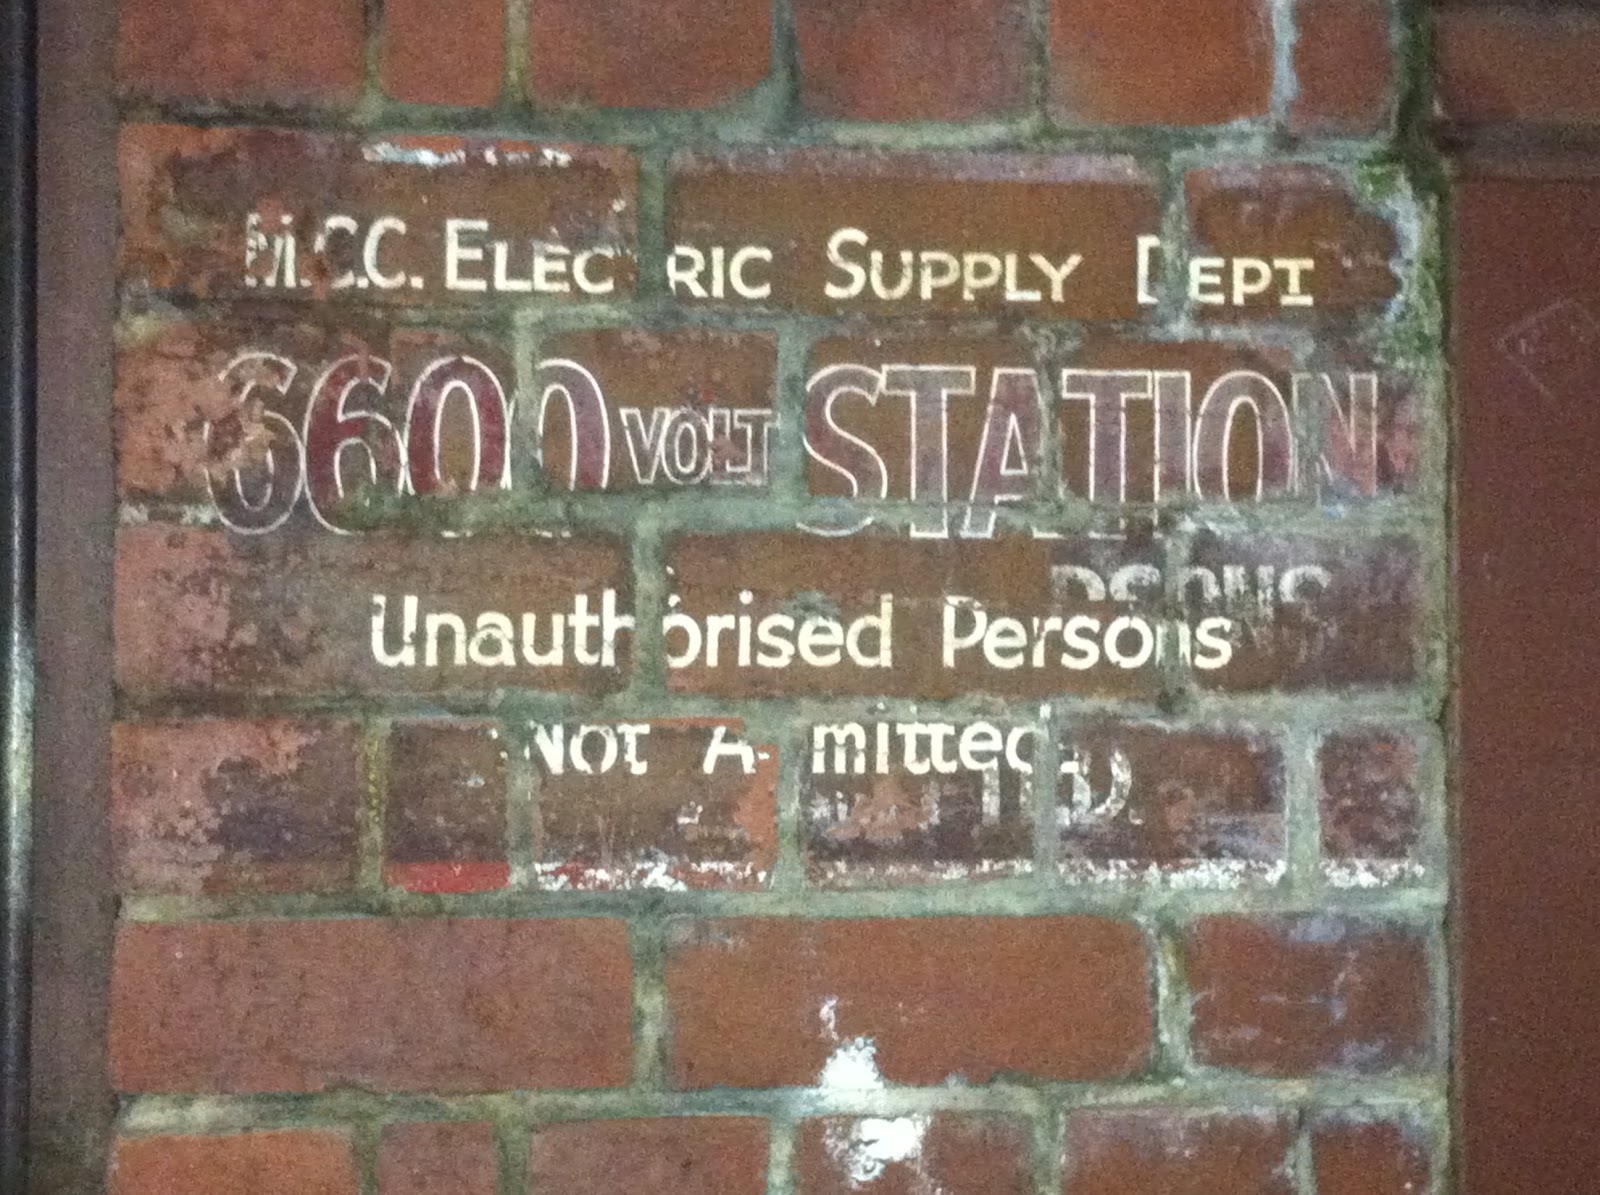 M.C.C. ELECTRIC SUPPLY DEPT
6600 VOLT STATION
Unauthorised Persons
Not Admitted.